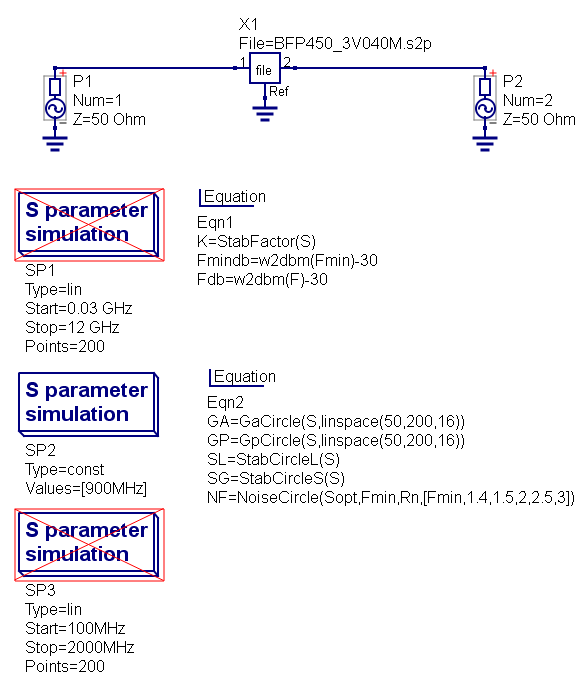 X1
File=BFP450_3V040M.s2p
1 file 2
Ref
P1
Num=1
Z=50 Ohm
P2
Num=2
Z=50 Ohm
S parameter
simulation
SP1
Type=lin
Start=0.03 GHz
Stop=12 GHz
Points=200
Equation
Eqn1
K=StabFactor(S)
Fmindb=w2dbm(Fmin)-30
Fdb=w2dbm(F)-30
S parameter
simulation
SP2
Type=const
Values=[900MHz]
Equation
Eqn2
GA=GaCircle(S,linspace(50,200,16))
GP=GpCircle(S,linspace(50,200,16))
SL=StabCircleL(S)
SG=StabCircleS(S)
NF=NoiseCircle(Sopt,Fmin,Rn,[Fmin,1.4,1.5,2,2.5,3])
S parameter
simulation
SP3
Type=lin
Start=100MHz
Stop=2000MHz
Points=200